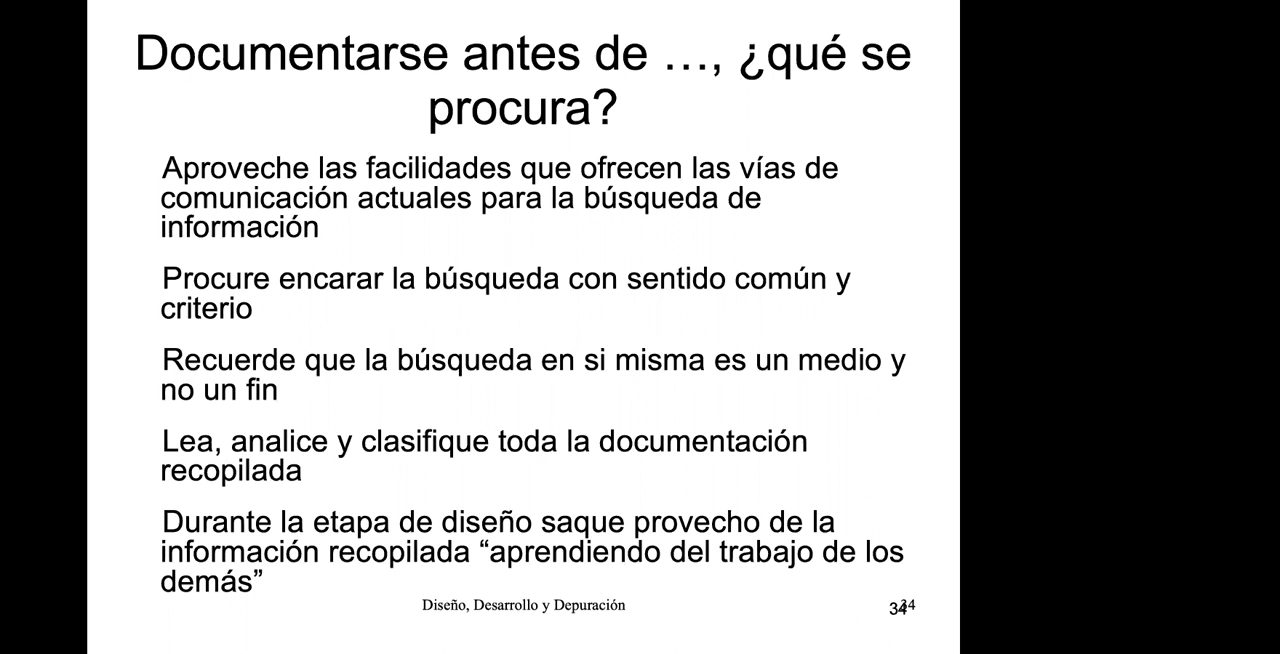 Documentarse antes de …, ¿qué se
procura?
Aproveche las facilidades que ofrecen las vías de
comunicación actuales para la búsqueda de
información
Procure encarar la búsqueda con sentido común y
criterio
Recuerde que la búsqueda en si misma es un medio y
no un fin
Lea, analice y clasifique toda la documentación
recopilada
Durante la etapa de diseño saque provecho de la
información recopilada “aprendiendo del trabajo de los
demás”
Diseño, Desarrollo y Depuración
34 34